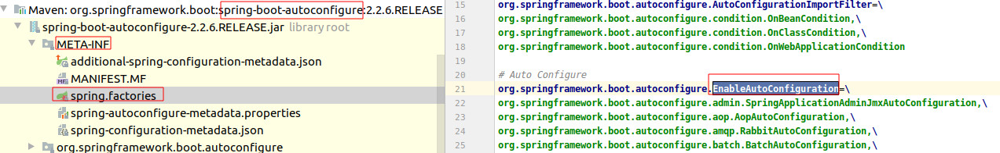 Maven: org.springframework.boot:spring-boot-autoconfigure:2.2.6.RELEASE
spring-boot-autoconfigure-2.2.6.RELEASE.jar library root
META-INF
additional-spring-configuration-metadata.json
MANIFEST.MF
spring.factories
spring-autoconfigure-metadata.properties
spring-configuration-metadata.json
org.springframework.boot.autoconfigure
15 org.springframework.boot.autoconfigure.AutoConfigurationImportFilter=\
16 org.springframework.boot.autoconfigure.condition.OnBeanCondition,\
17 org.springframework.boot.autoconfigure.condition.OnClassCondition,\
18 org.springframework.boot.autoconfigure.condition.OnWebApplicationCondition
19
20 # Auto Configure
21 org.springframework.boot.autoconfigure.EnableAutoConfiguration=\
22 org.springframework.boot.autoconfigure.admin.SpringApplicationAdminJmxAutoConfiguration,\
23 org.springframework.boot.autoconfigure.aop.AopAutoConfiguration,\
24 org.springframework.boot.autoconfigure.amqp.RabbitAutoConfiguration,\
25 org.springframework.boot.autoconfigure.batch.BatchAutoConfiguration,\